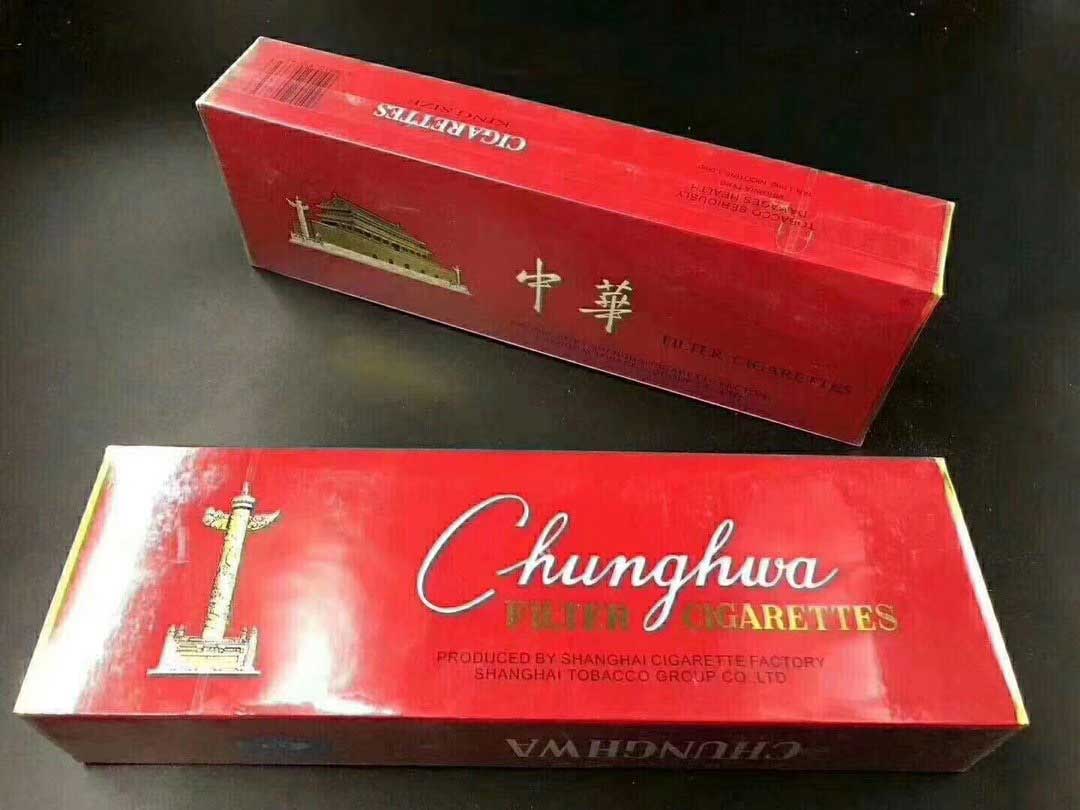 CIGARETTES
KING SIZE
TOBACCO SERIOUSLY
DAMAGES HEALTH
中華
FILTER CIGARETTES
Chunghwa
FILTER CIGARETTES
PRODUCED BY SHANGHAI CIGARETTE FACTORY
SHANGHAI TOBACCO GROUP CO.,LTD
CHUNGHWA